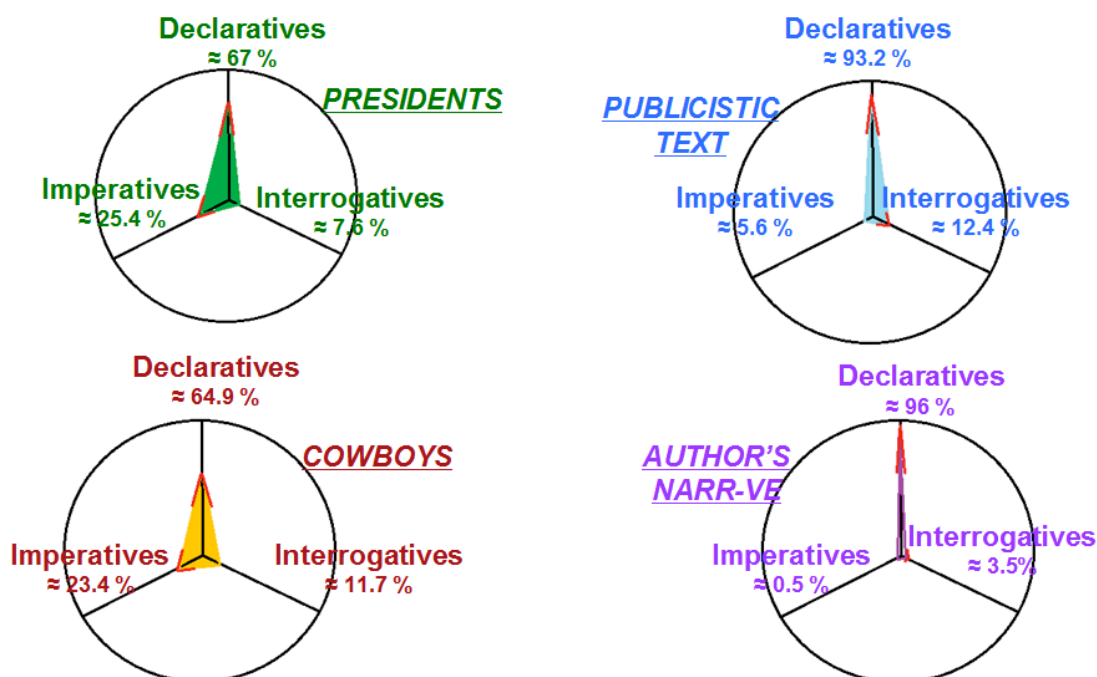 Declaratives
≈ 67 %
PRESIDENTS
Imperatives
≈ 25.4 %
Interrogatives
≈ 7.6 %
Declaratives
≈ 93.2 %
PUBLICISTIC
TEXT
Imperatives
≈ 5.6 %
Interrogatives
≈ 12.4 %
Declaratives
≈ 64.9 %
COWBOYS
Imperatives
≈ 23.4 %
Interrogatives
≈ 11.7 %
Declaratives
≈ 96 %
AUTHOR'S
NARR-VE
Imperatives
≈ 0.5 %
Interrogatives
≈ 3.5%